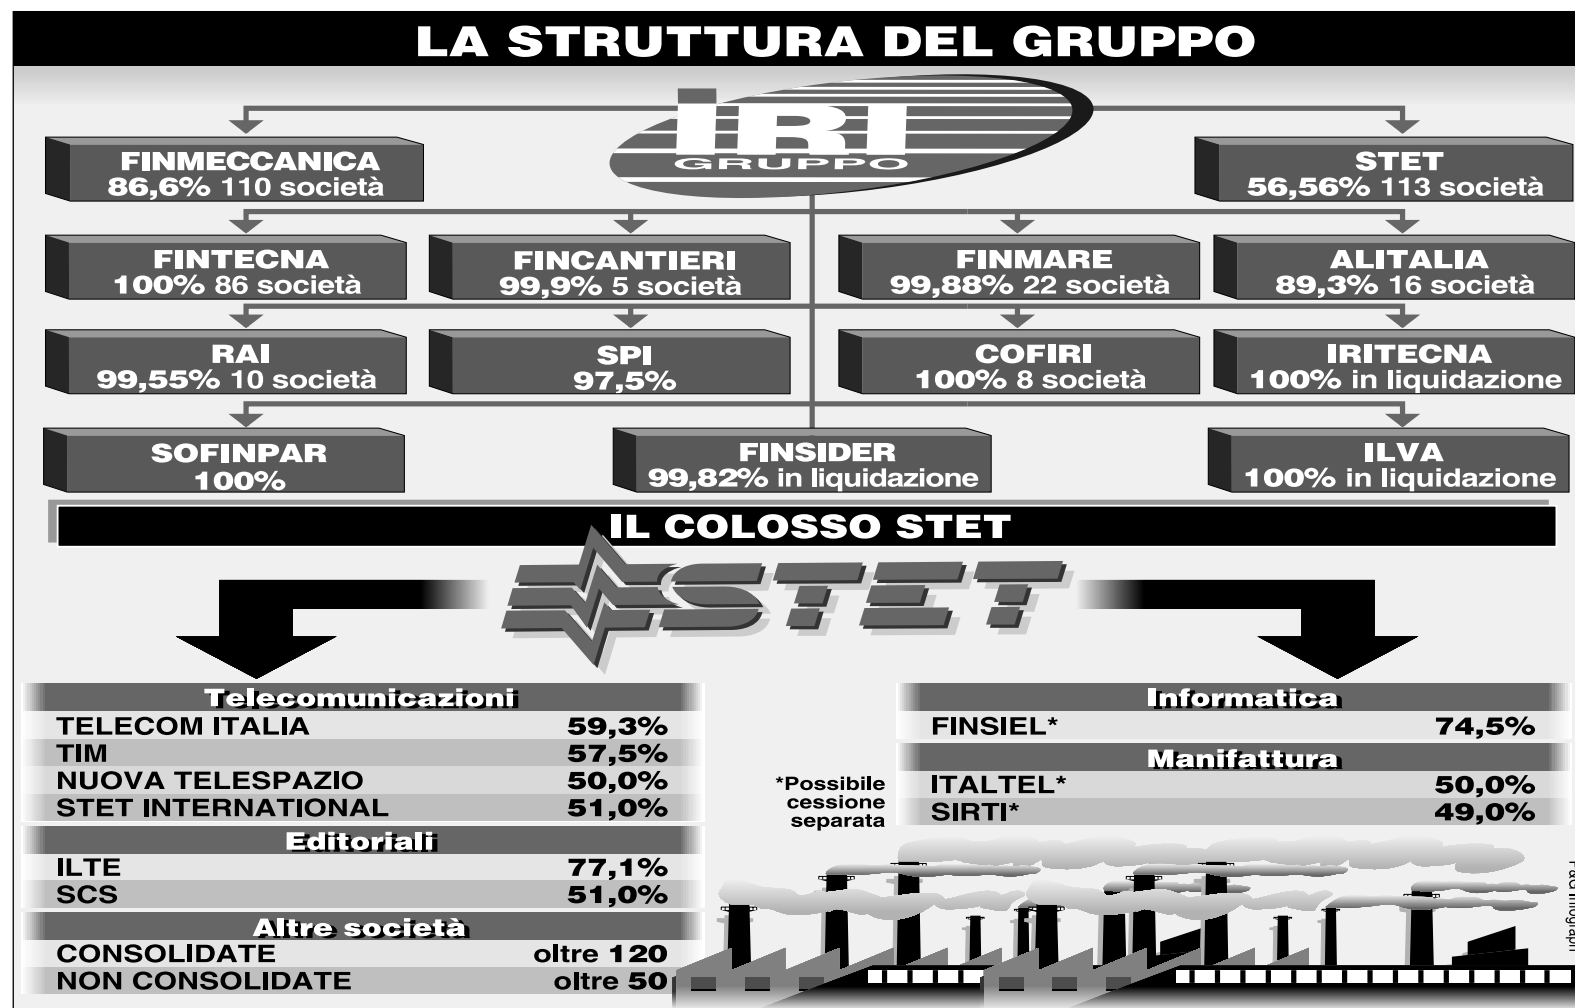 LA STRUTTURA DEL GRUPPO
IRI
GRUPPO
FINMECCANICA
86,6% 110 società
STET
56,56% 113 società
FINTECNA
100% 86 società
FINCANTIERI
99,9% 5 società
FINMARE
99,88% 22 società
ALITALIA
89,3% 16 società
RAI
99,55% 10 società
SPI
97,5%
COFIRI
100% 8 società
IRITECNA
100% in liquidazione
SOFINPAR
100%
FINSIDER
99,82% in liquidazione
ILVA
100% in liquidazione
IL COLOSSO STET
STET
Telecomunicazioni
TELECOM ITALIA 59,3%
TIM 57,5%
NUOVA TELESPAZIO 50,0%
STET INTERNATIONAL 51,0%
Editoriali
ILTE 77,1%
SCS 51,0%
Altre società
CONSOLIDATE oltre 120
NON CONSOLIDATE oltre 50
*Possibile
cessione
separata
Informatica
FINSIEL* 74,5%
Manifattura
ITALTEL* 50,0%
SIRTI* 49,0%